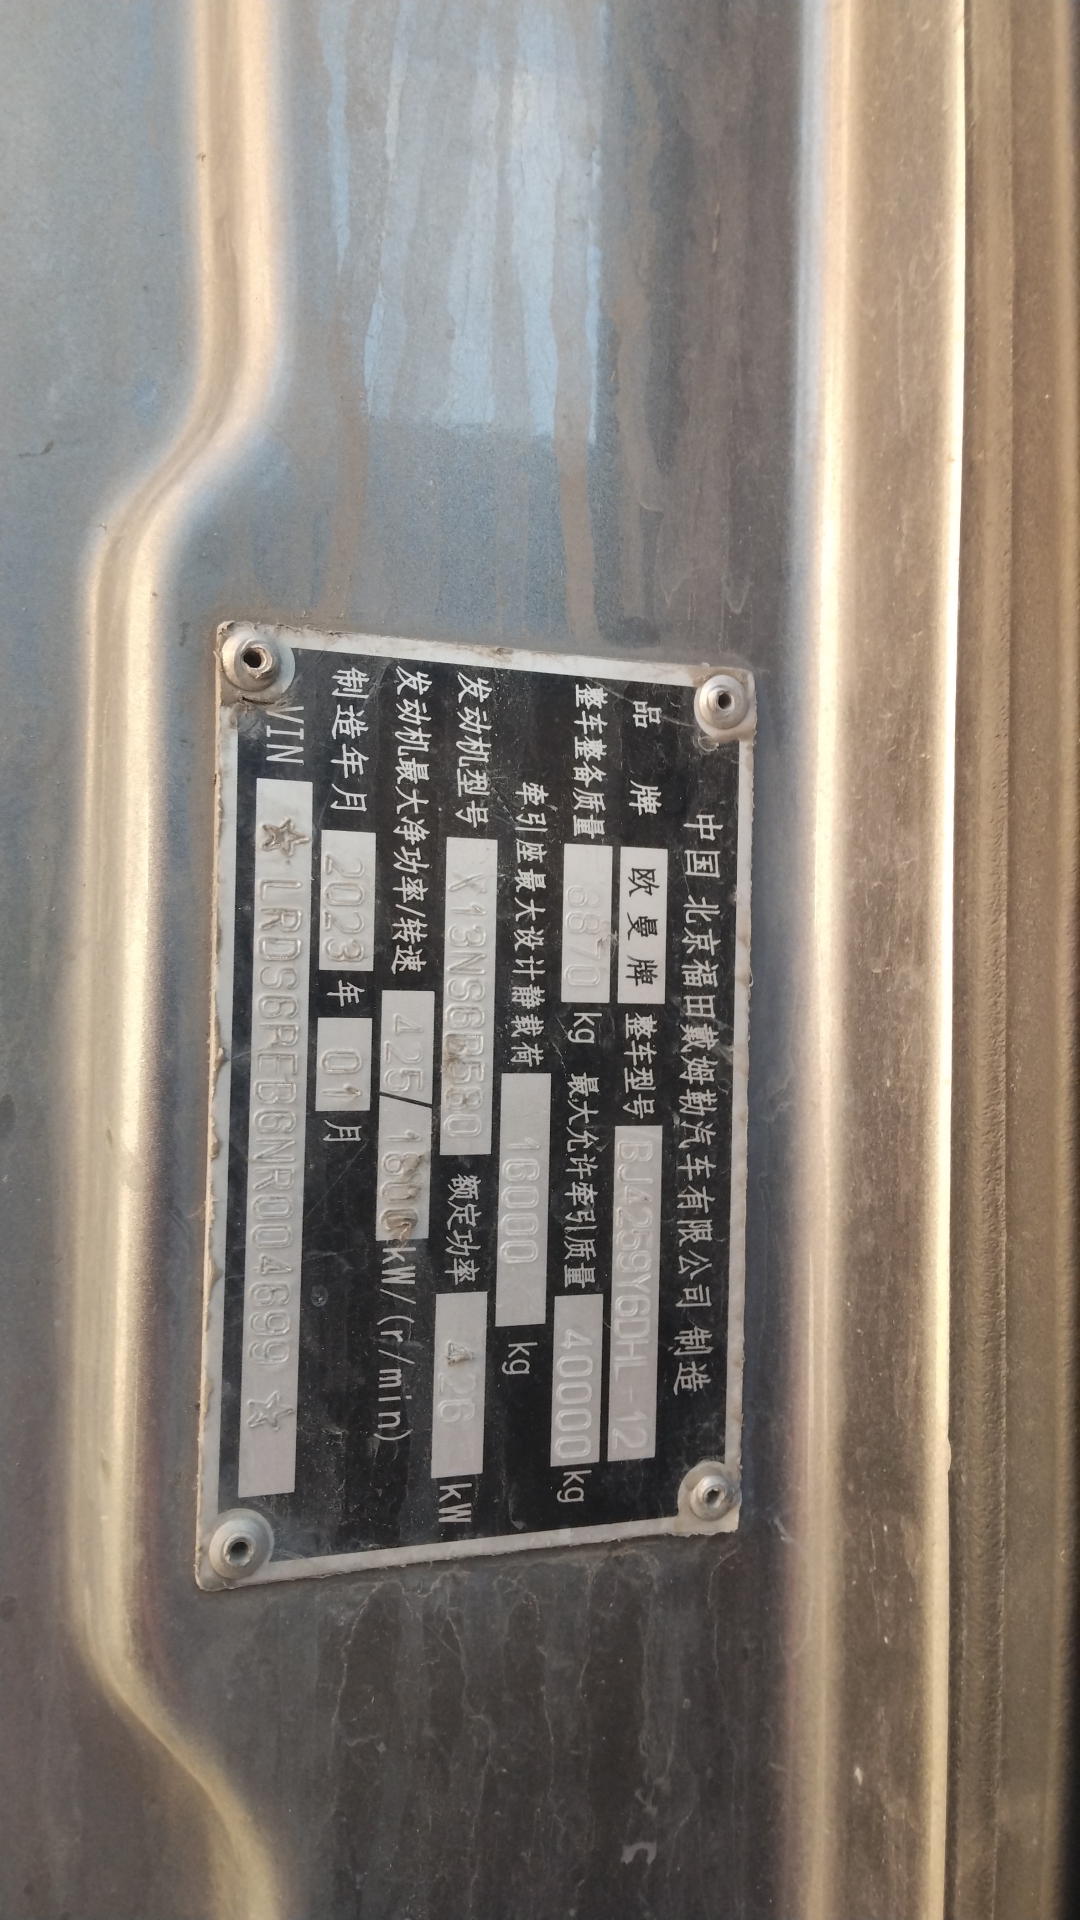 中国北京福田戴姆勒汽车有限公司制造
品牌 欧曼牌 整车型号 BJ4259Y6DHL-12
整车整备质量 8870 kg 最大允许牵引质量 40000 kg
牵引座最大设计静载荷 16000 kg
发动机型号 X13NS6B580 额定功率 426 kW
发动机最大净功率/转速 425/1800 kW/(r/min)
制造年月 2023 年 01 月
VIN ☆LRDS6PEB6NR004699☆